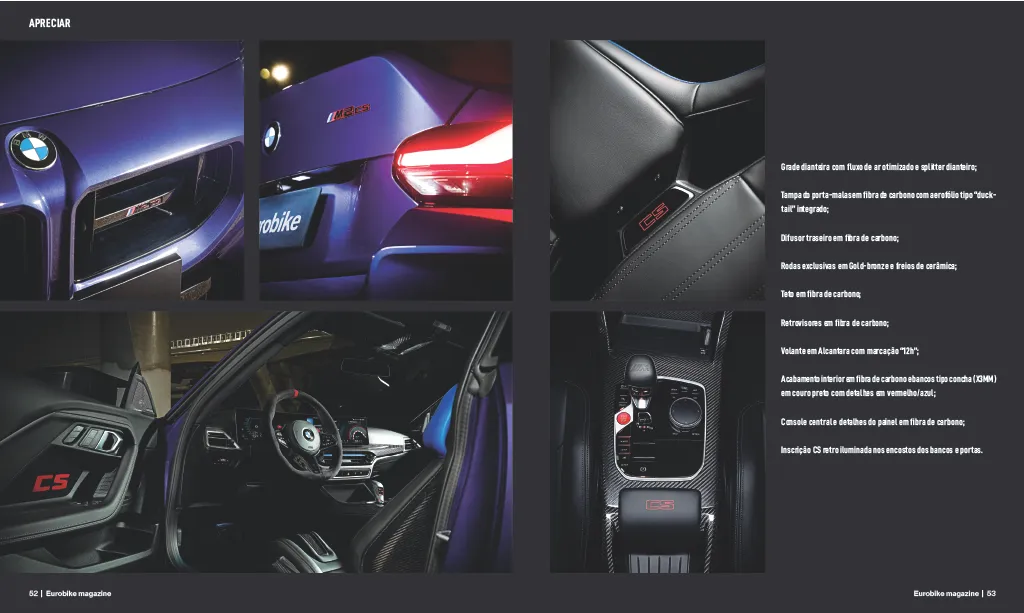 APRECIAR
BMW
M2CS
robike
CS
CS
CS
Grade dianteira com fluxo de ar otimizado e splitter dianteiro;
Tampa do porta-malas em fibra de carbono com aerofólio tipo "duck-
tail" integrado;
Difusor traseiro em fibra de carbono;
Rodas exclusivas em Gold-bronze e freios de cerâmica;
Teto em fibra de carbono;
Retrovisores em fibra de carbono;
Volante em Alcantara com marcação "12h";
Acabamento interior em fibra de carbono e bancos tipo concha (X3MM)
em couro preto com detalhes em vermelho/azul;
Console central e detalhes do painel em fibra de carbono;
Inscrição CS retroiluminada nos encostos dos bancos e portas.
52 | Eurobike magazine
Eurobike magazine | 53